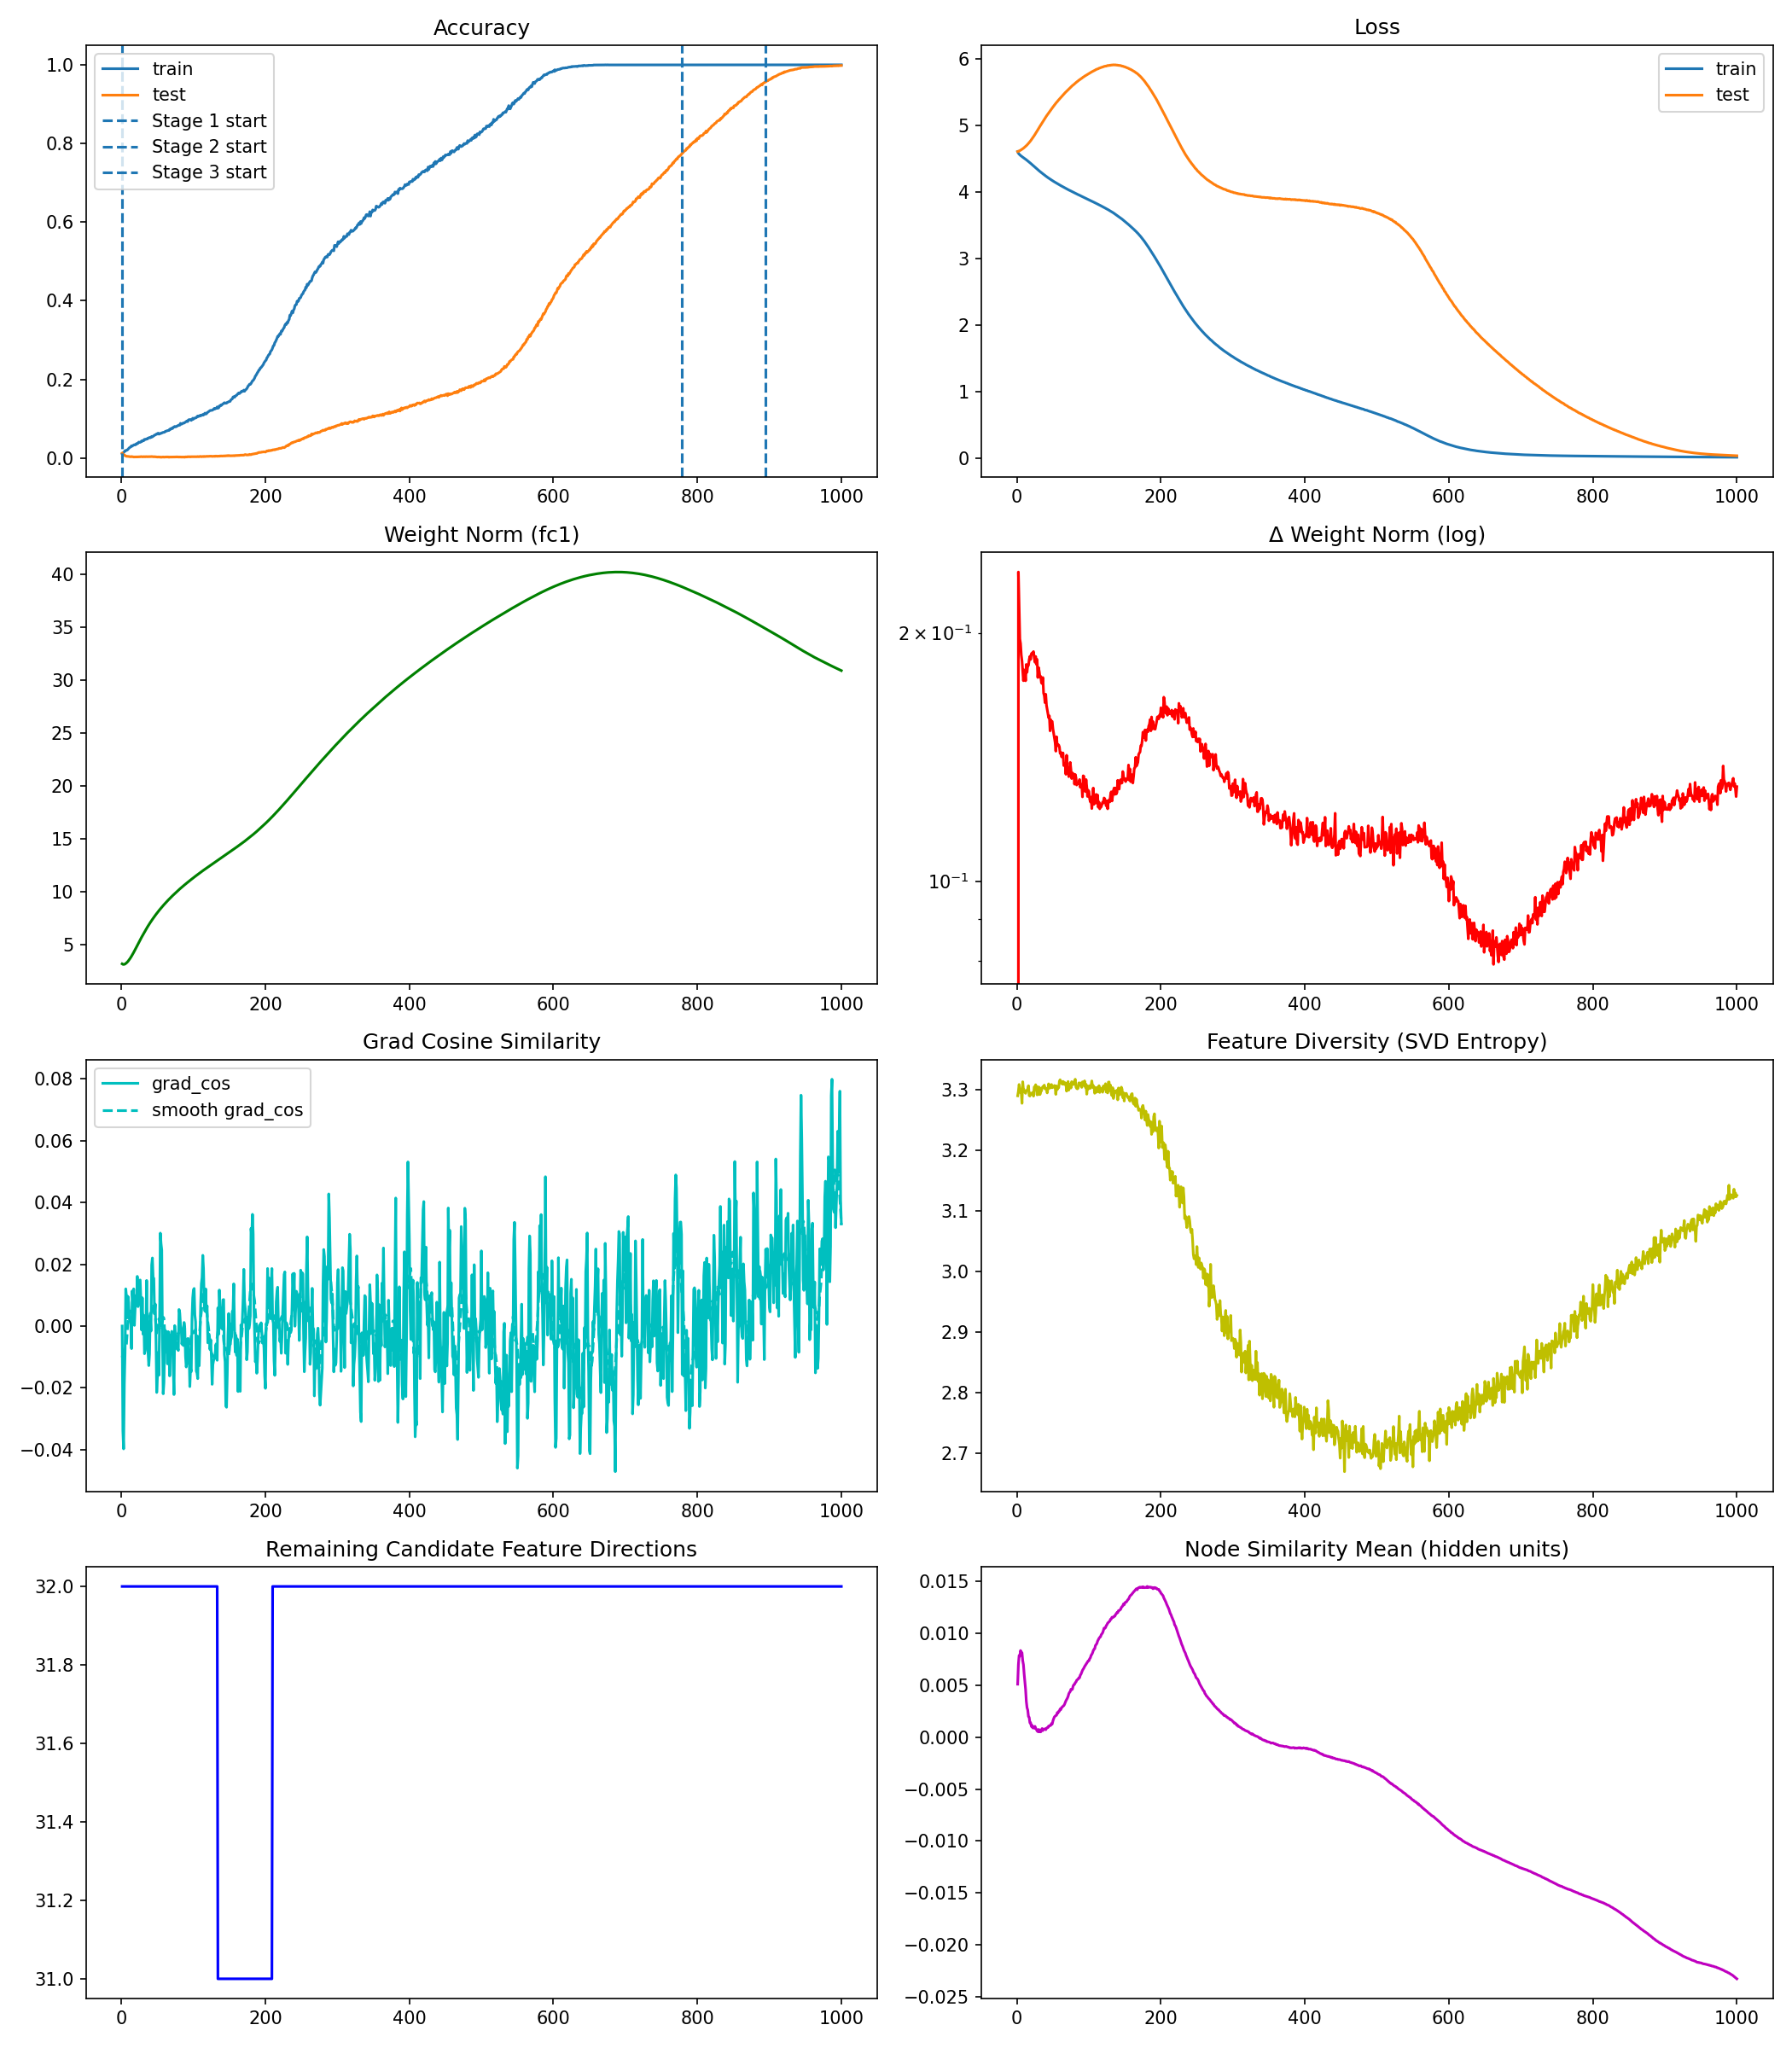 Accuracy
train
test
Stage 1 start
Stage 2 start
Stage 3 start
1.0
0.8
0.6
0.4
0.2
0.0
0 200 400 600 800 1000
Loss
train
test
6
5
4
3
2
1
0
0 200 400 600 800 1000
Weight Norm (fc1)
40
35
30
25
20
15
10
5
0 200 400 600 800 1000
Δ Weight Norm (log)
2 × 10⁻¹
10⁻¹
0 200 400 600 800 1000
Grad Cosine Similarity
grad_cos
smooth grad_cos
0.08
0.06
0.04
0.02
0.00
−0.02
−0.04
0 200 400 600 800 1000
Feature Diversity (SVD Entropy)
3.3
3.2
3.1
3.0
2.9
2.8
2.7
0 200 400 600 800 1000
Remaining Candidate Feature Directions
32.0
31.8
31.6
31.4
31.2
31.0
0 200 400 600 800 1000
Node Similarity Mean (hidden units)
0.015
0.010
0.005
0.000
−0.005
−0.010
−0.015
−0.020
−0.025
0 200 400 600 800 1000